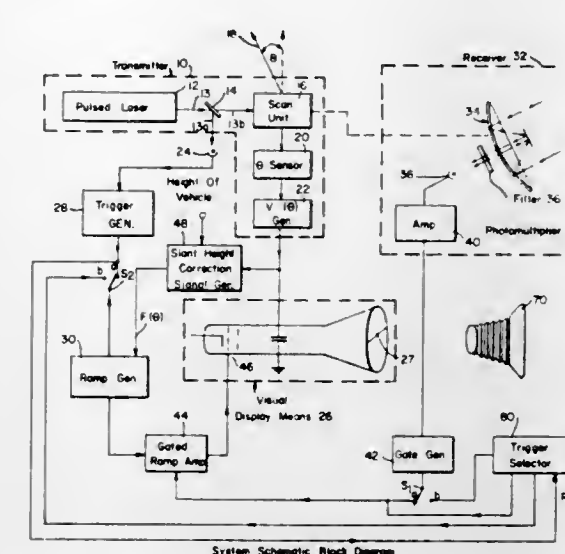 18
θ
Transmitter 10
12
Pulsed Laser
13
14
13a
13b
16
Scan
Unit
Receiver 32
34
24
20
θ Sensor
Height Of
Vehicle
22
V (θ)
Gen
28
Trigger
GEN.
36
Filter 36
Amp
40
Photomultiplier
48
Slant Height
Correction
Signal Gen.
a
b
S2
F(θ)
30
Ramp Gen
46
27
70
Visual
Display Means 26
44
Gated
Ramp Amp
42
Gate Gen
80
Trigger
Selector
S1
a
b
System Schematic Block Diagram